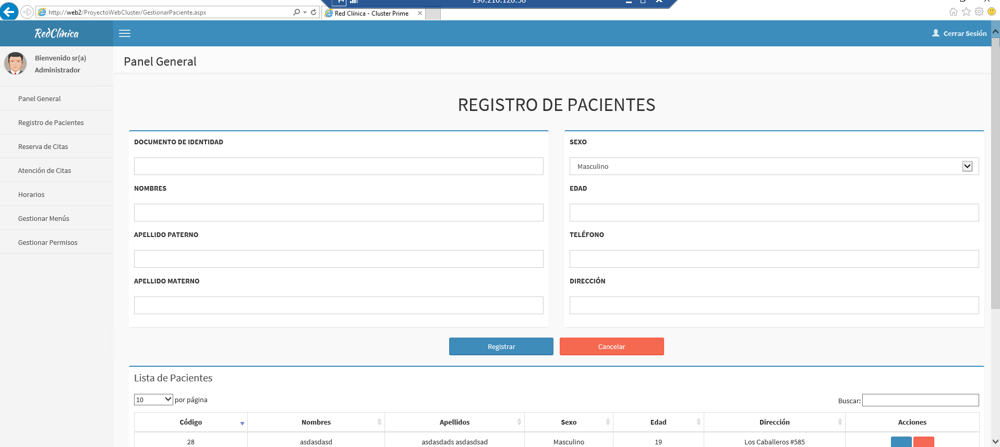 190.210.128.58
http://web2/ProyectoWebCluster/GestionarPaciente.aspx
Red Clínica - Cluster Prime
RedClínica
Cerrar Sesión
Bienvenido sr(a)
Administrador
Panel General
Registro de Pacientes
Reserva de Citas
Atención de Citas
Horarios
Gestionar Menús
Gestionar Permisos
Panel General
REGISTRO DE PACIENTES
DOCUMENTO DE IDENTIDAD
NOMBRES
APELLIDO PATERNO
APELLIDO MATERNO
SEXO
Masculino
EDAD
TELÉFONO
DIRECCIÓN
Registrar Cancelar
Lista de Pacientes
10 por página
Buscar:
Código Nombres Apellidos Sexo Edad Dirección Acciones
28 asdasdasd asdasdads asdasdsad Masculino 19 Los Caballeros #585